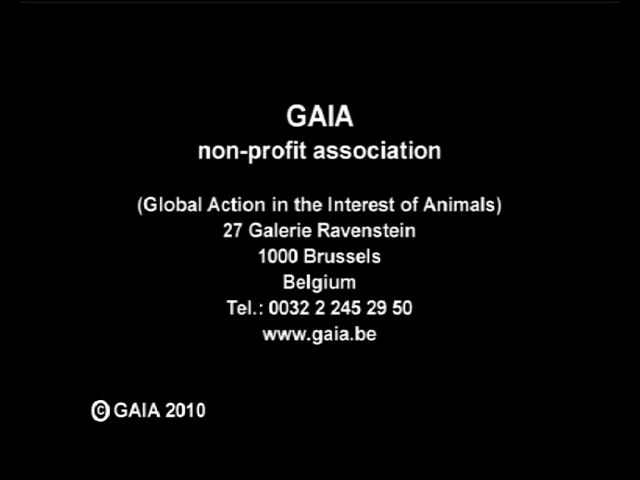 GAIA
non-profit association
(Global Action in the Interest of Animals)
27 Galerie Ravenstein
1000 Brussels
Belgium
Tel.: 0032 2 245 29 50
www.gaia.be
© GAIA 2010